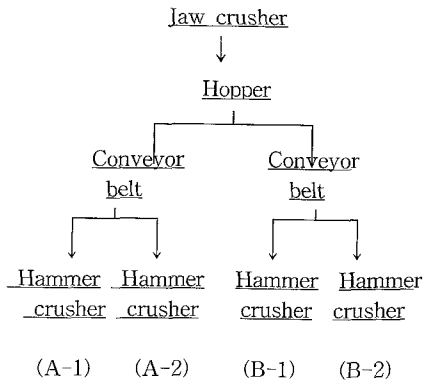 Jaw crusher
Hopper
Conveyor belt
Conveyor belt
Hammer crusher
Hammer crusher
Hammer crusher
Hammer crusher
(A-1) (A-2) (B-1) (B-2)